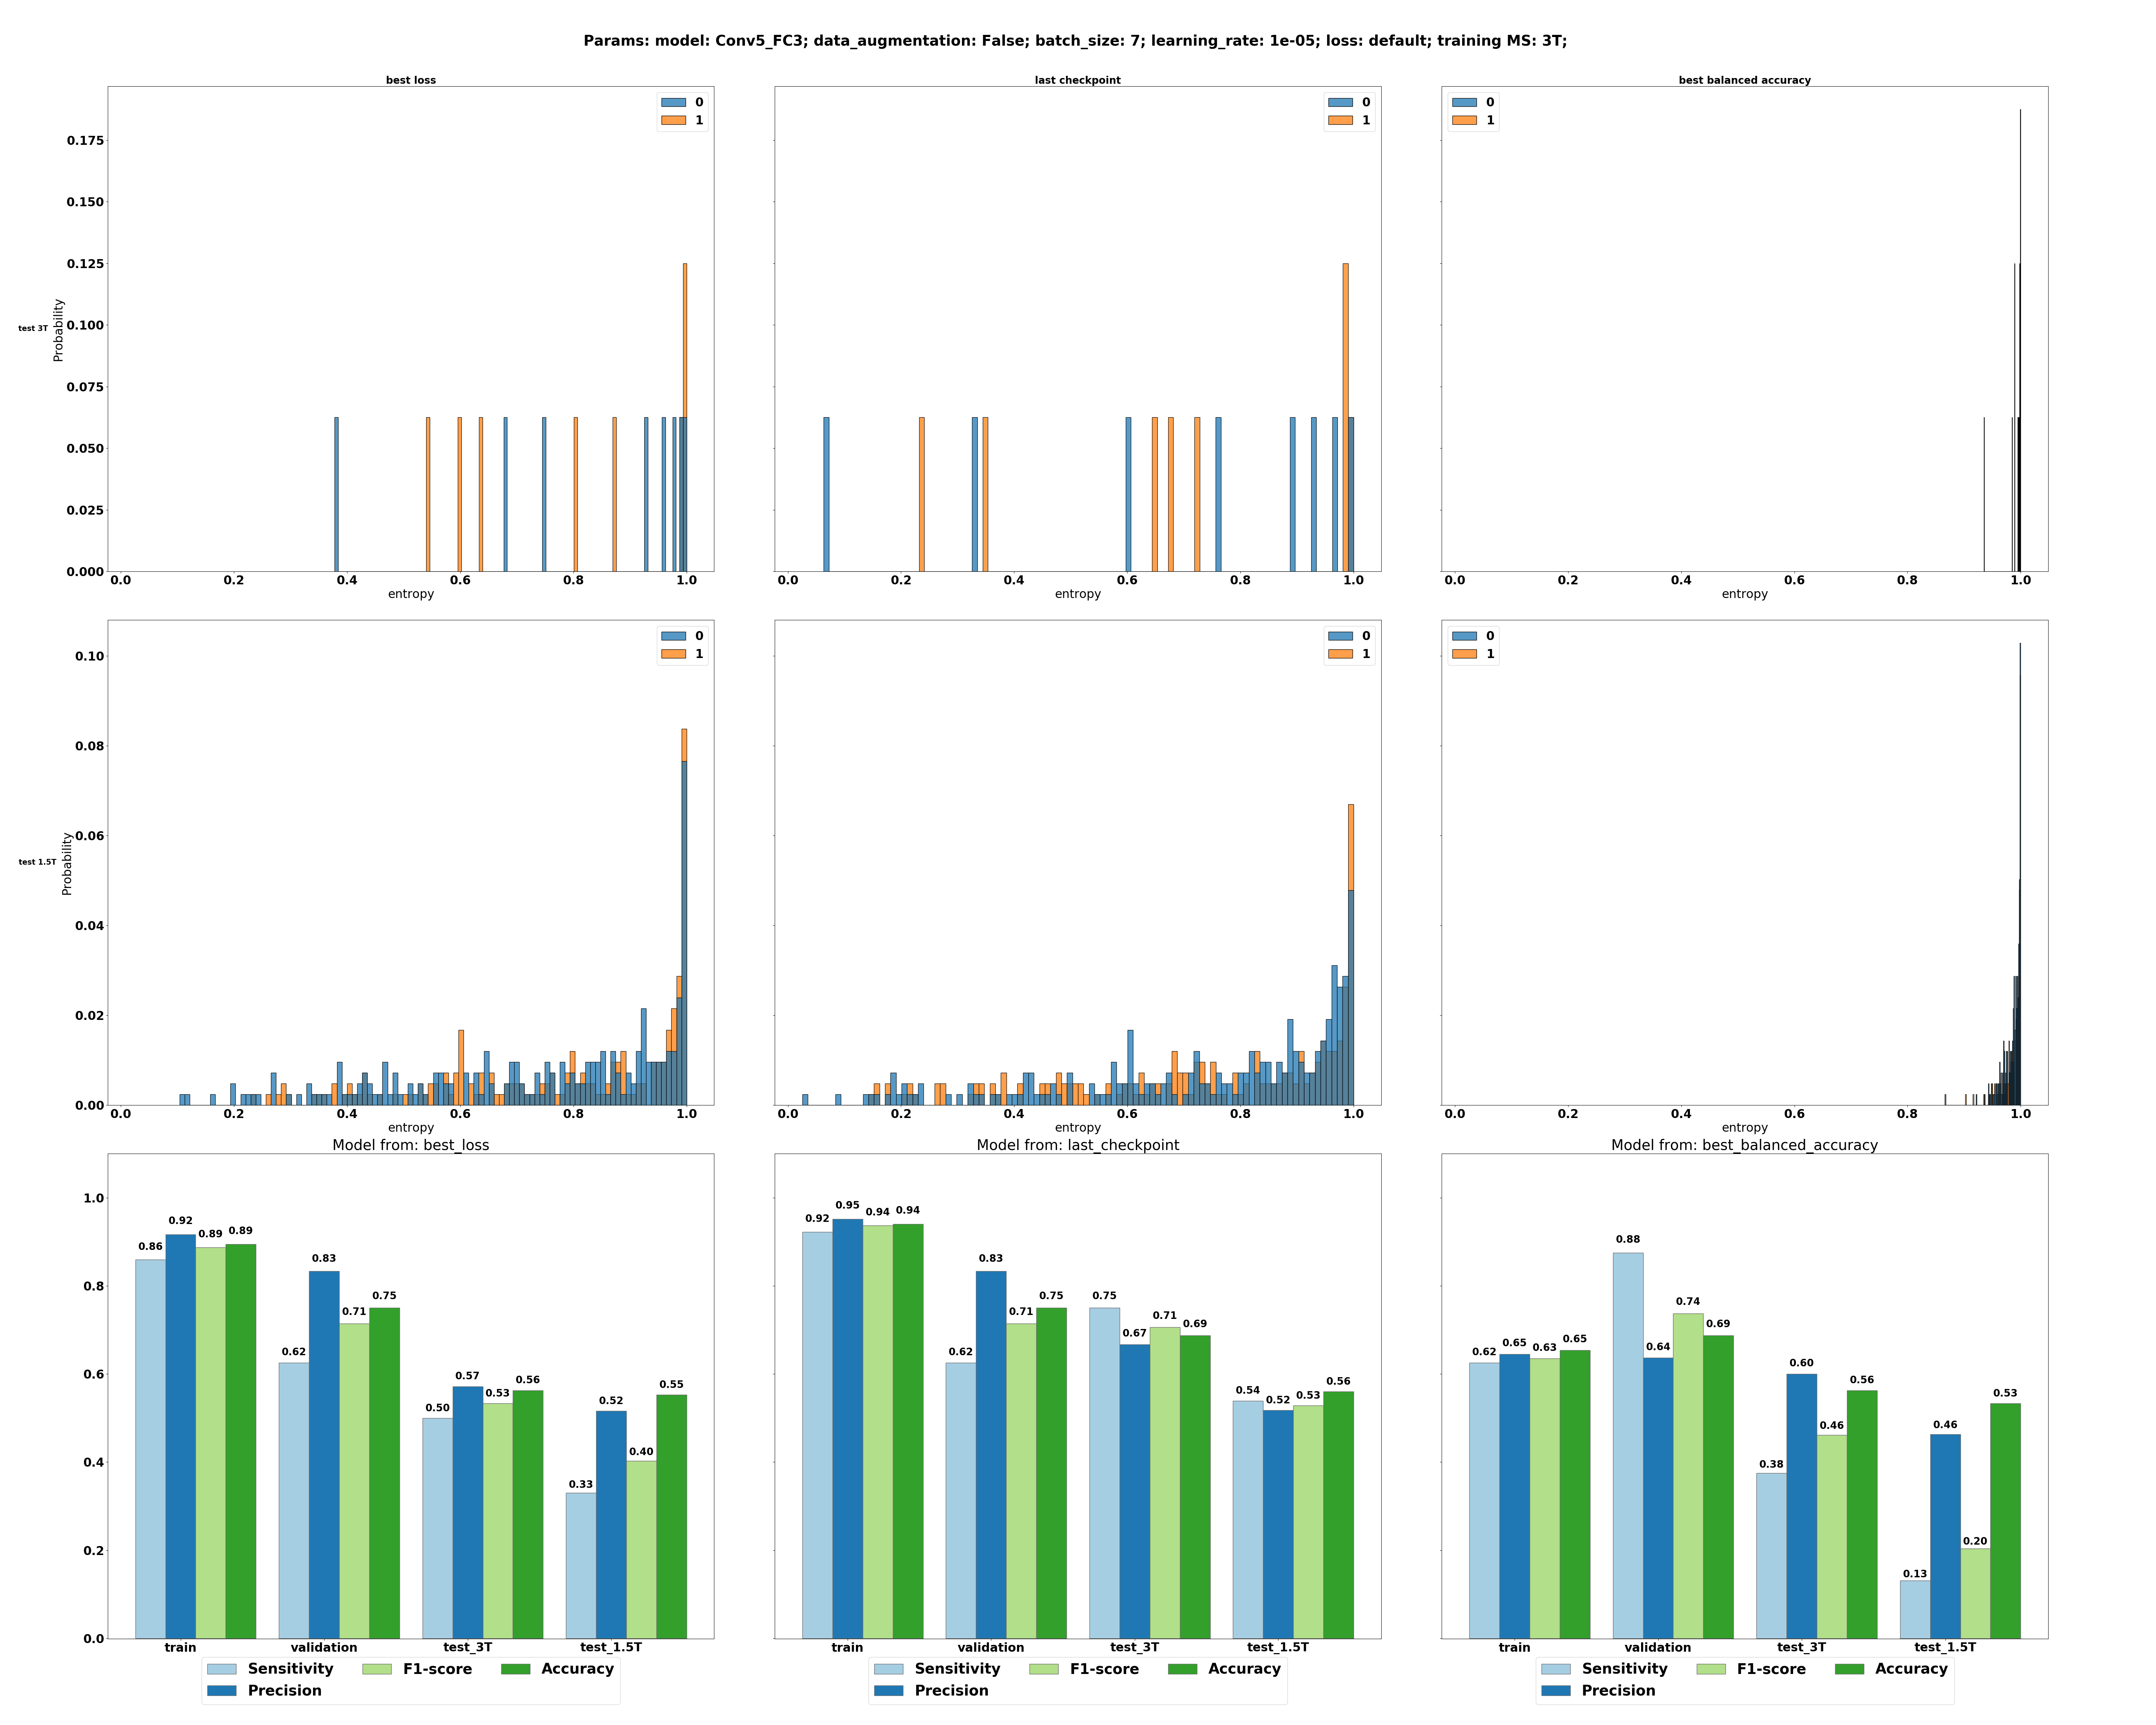 Params: model: Conv5_FC3; data_augmentation: False; batch_size: 7; learning_rate: 1e-05; loss: default; training MS: 3T;
best loss
last checkpoint
best balanced accuracy
0
1
0
1
0
1
0.175
0.150
0.125
0.100
0.075
0.050
0.025
0.000
test 3T
Probability
0.0 0.2 0.4 0.6 0.8 1.0
0.0 0.2 0.4 0.6 0.8 1.0
0.0 0.2 0.4 0.6 0.8 1.0
entropy
entropy
entropy
0
1
0
1
0
1
0.10
0.08
0.06
0.04
0.02
0.00
test 1.5T
Probability
0.0 0.2 0.4 0.6 0.8 1.0
0.0 0.2 0.4 0.6 0.8 1.0
0.0 0.2 0.4 0.6 0.8 1.0
entropy
entropy
entropy
Model from: best_loss
1.0
0.8
0.6
0.4
0.2
0.0
0.86 0.92 0.89 0.89
0.62 0.83 0.71 0.75
0.50 0.57 0.53 0.56
0.33 0.52 0.40 0.55
train validation test_3T test_1.5T
Sensitivity F1-score Accuracy
Precision
Model from: last_checkpoint
0.92 0.95 0.94 0.94
0.62 0.83 0.71 0.75
0.75 0.67 0.71 0.69
0.54 0.52 0.53 0.56
train validation test_3T test_1.5T
Sensitivity F1-score Accuracy
Precision
Model from: best_balanced_accuracy
0.62 0.65 0.63 0.65
0.88 0.64 0.74 0.69
0.38 0.60 0.46 0.56
0.13 0.46 0.20 0.53
train validation test_3T test_1.5T
Sensitivity F1-score Accuracy
Precision